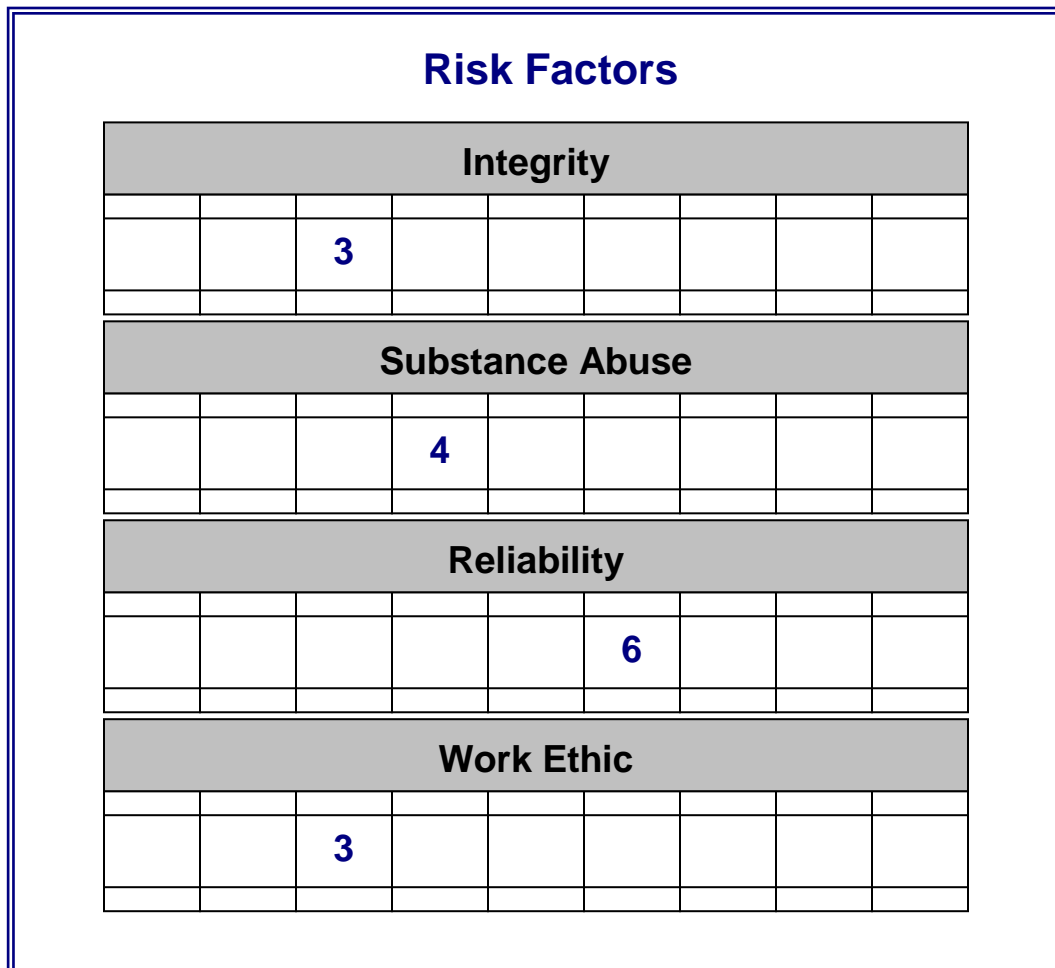 Risk Factors
Integrity
3
Substance Abuse
4
Reliability
6
Work Ethic
3